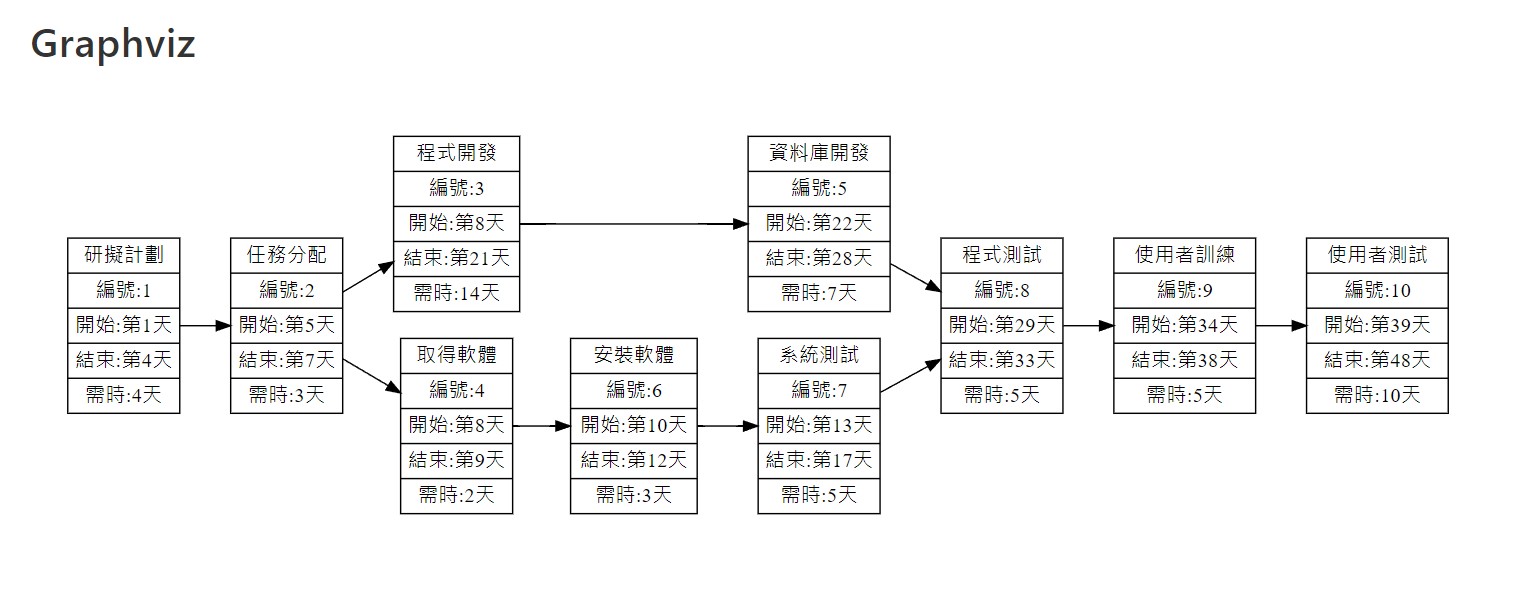 Graphviz
研擬計劃
編號:1
開始:第1天
結束:第4天
需時:4天
任務分配
編號:2
開始:第5天
結束:第7天
需時:3天
程式開發
編號:3
開始:第8天
結束:第21天
需時:14天
資料庫開發
編號:5
開始:第22天
結束:第28天
需時:7天
取得軟體
編號:4
開始:第8天
結束:第9天
需時:2天
安裝軟體
編號:6
開始:第10天
結束:第12天
需時:3天
系統測試
編號:7
開始:第13天
結束:第17天
需時:5天
程式測試
編號:8
開始:第29天
結束:第33天
需時:5天
使用者訓練
編號:9
開始:第34天
結束:第38天
需時:5天
使用者測試
編號:10
開始:第39天
結束:第48天
需時:10天